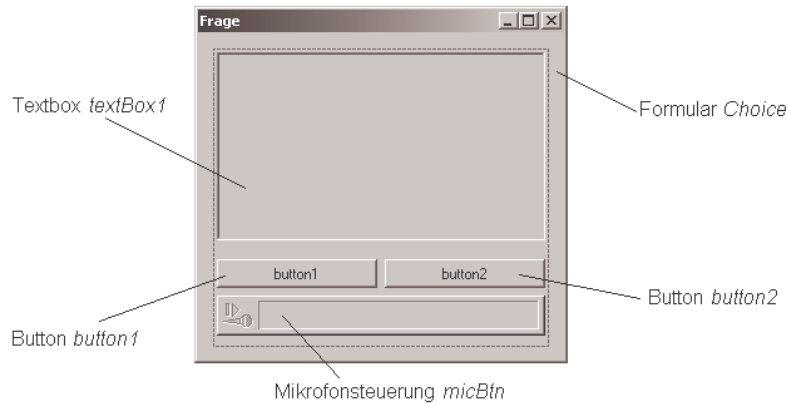 Frage
Textbox textBox1
Formular Choice
button1
button2
Button button2
Button button1
Mikrofonsteuerung micBtn